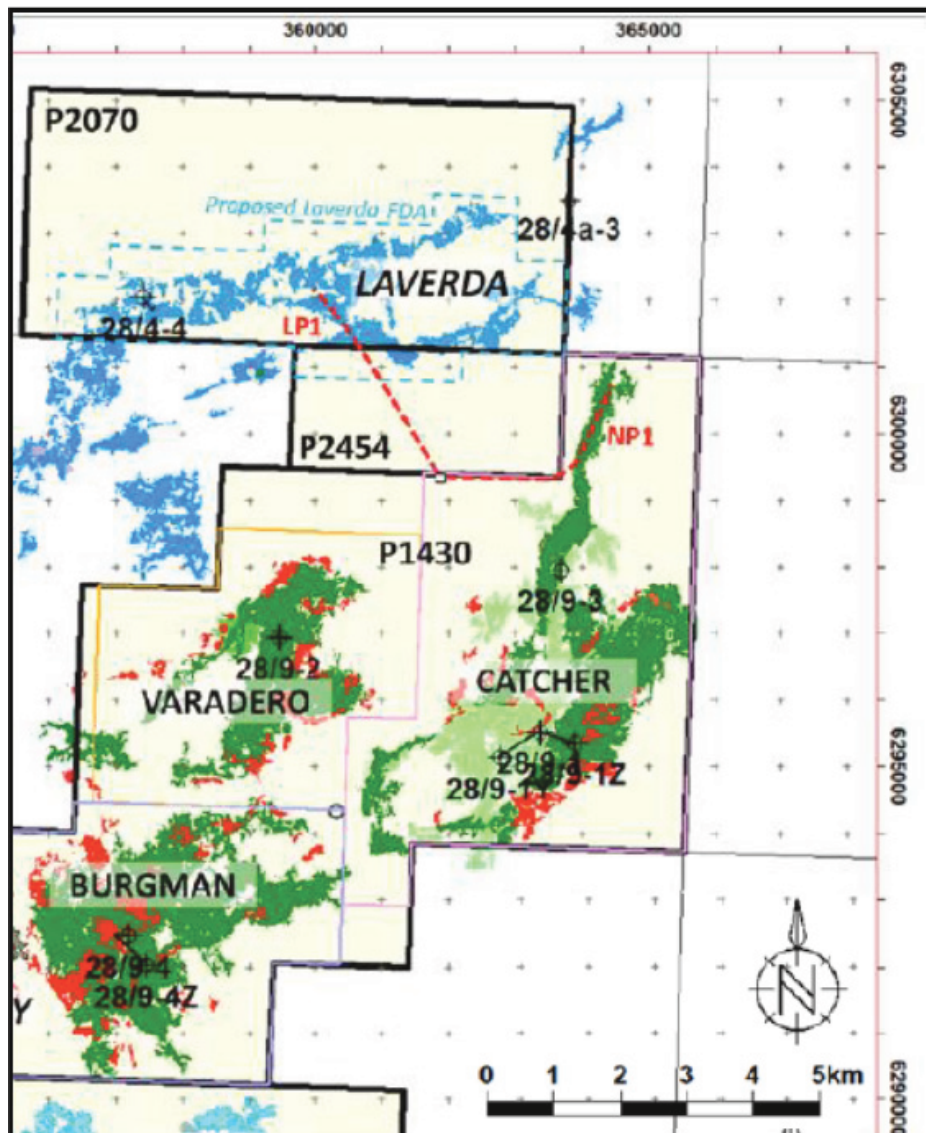 360000 365000
6305000
P2070
Proposed Laverda FDA
28/4a-3
LAVERDA
LP1
28/4-4
NP1
6300000
P2454
P1430
28/9-3
28/9-2
CATCHER
VARADERO
28/9-1Z
28/9-1Y
6295000
BURGMAN
28/9-4
28/9-4Z
Y
N
0 1 2 3 4 5km
6290000